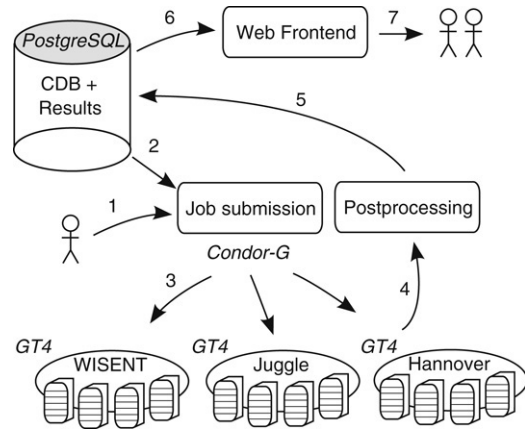 PostgreSQL
6
Web Frontend
7
CDB +
Results
5
2
1
Job submission
Postprocessing
Condor-G
3
4
GT4
WISENT
GT4
Juggle
GT4
Hannover